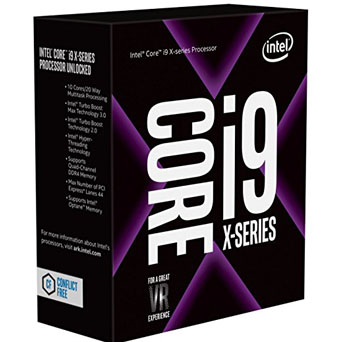 INTEL® CORE™ i9 X-SERIES
PROCESSOR UNLOCKED
• 10 Cores/20 Way
Multitask Processing
• Intel® Turbo Boost
Max Technology 3.0
• Intel® Turbo Boost
Technology 2.0
• Intel® Hyper-
Threading
Technology
• Supports
Quad-Channel
DDR4 Memory
• Max Number of PCI
Express® Lanes 44
• Supports Intel®
Optane™ Memory
For more information about Intel's
processors, visit ark.intel.com
CF
CONFLICT
FREE
Intel® Core™ i9 X-series Processor
intel®
CORE
i9
X-SERIES
FOR A GREAT
VR
EXPERIENCE